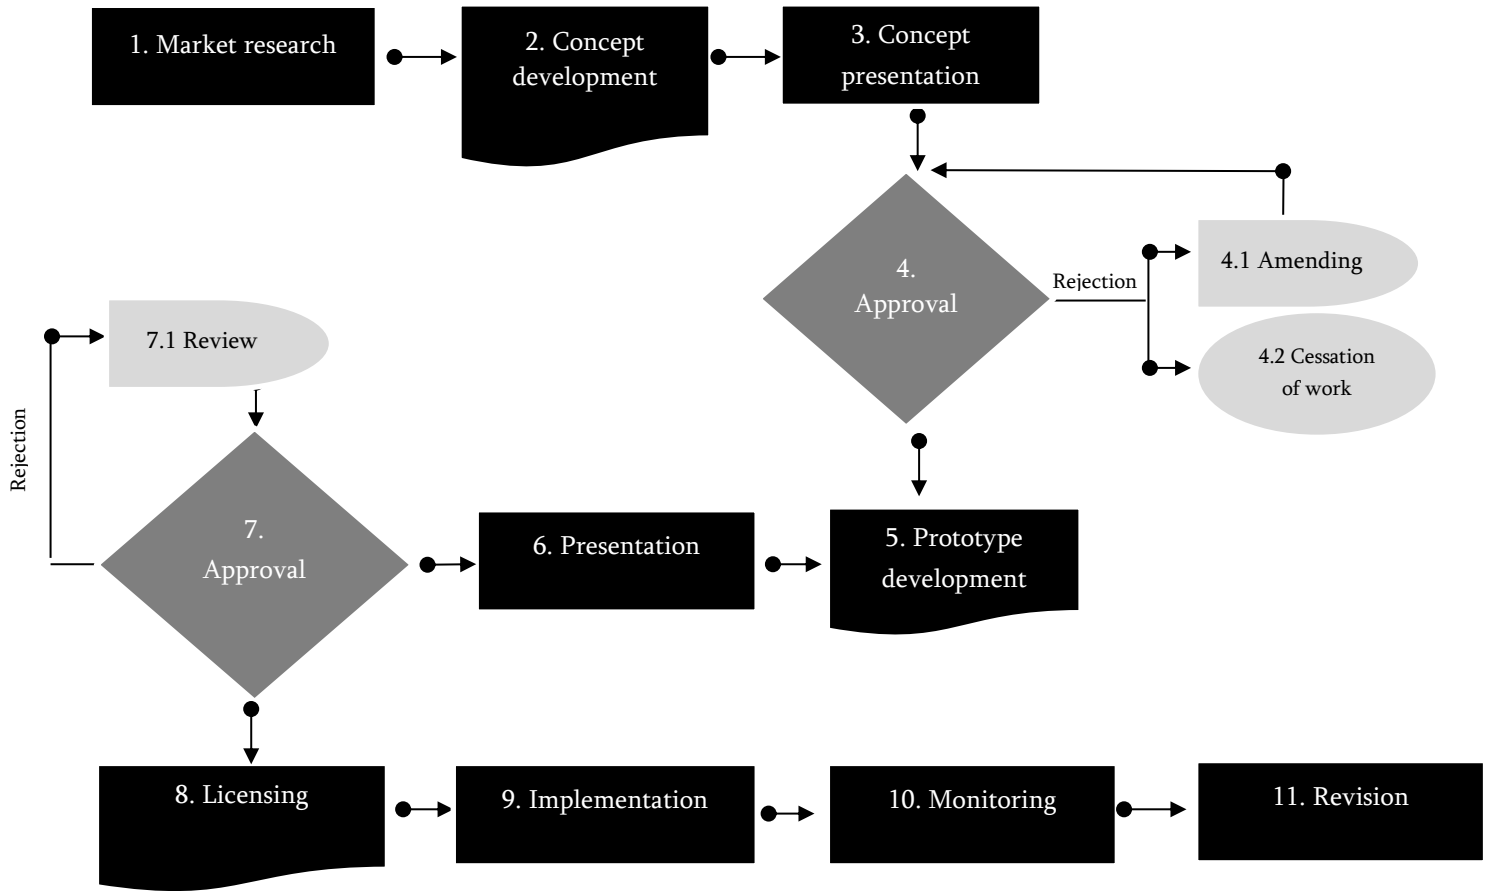 1. Market research
2. Concept
development
3. Concept
presentation
4.
Approval
Rejection
4.1 Amending
4.2 Cessation
of work
7.1 Review
Rejection
7.
Approval
6. Presentation
5. Prototype
development
8. Licensing
9. Implementation
10. Monitoring
11. Revision